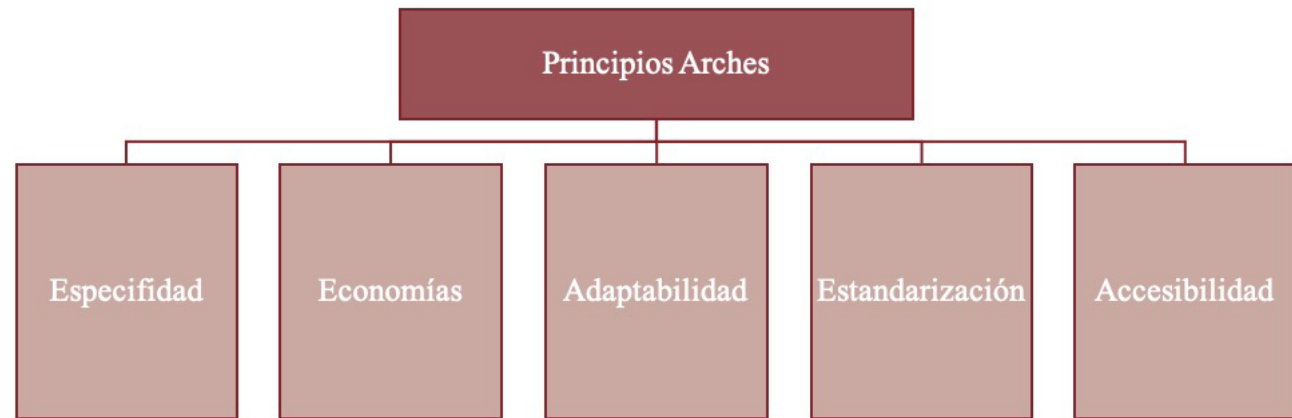 Principios Arches
Especifidad
Economías
Adaptabilidad
Estandarización
Accesibilidad